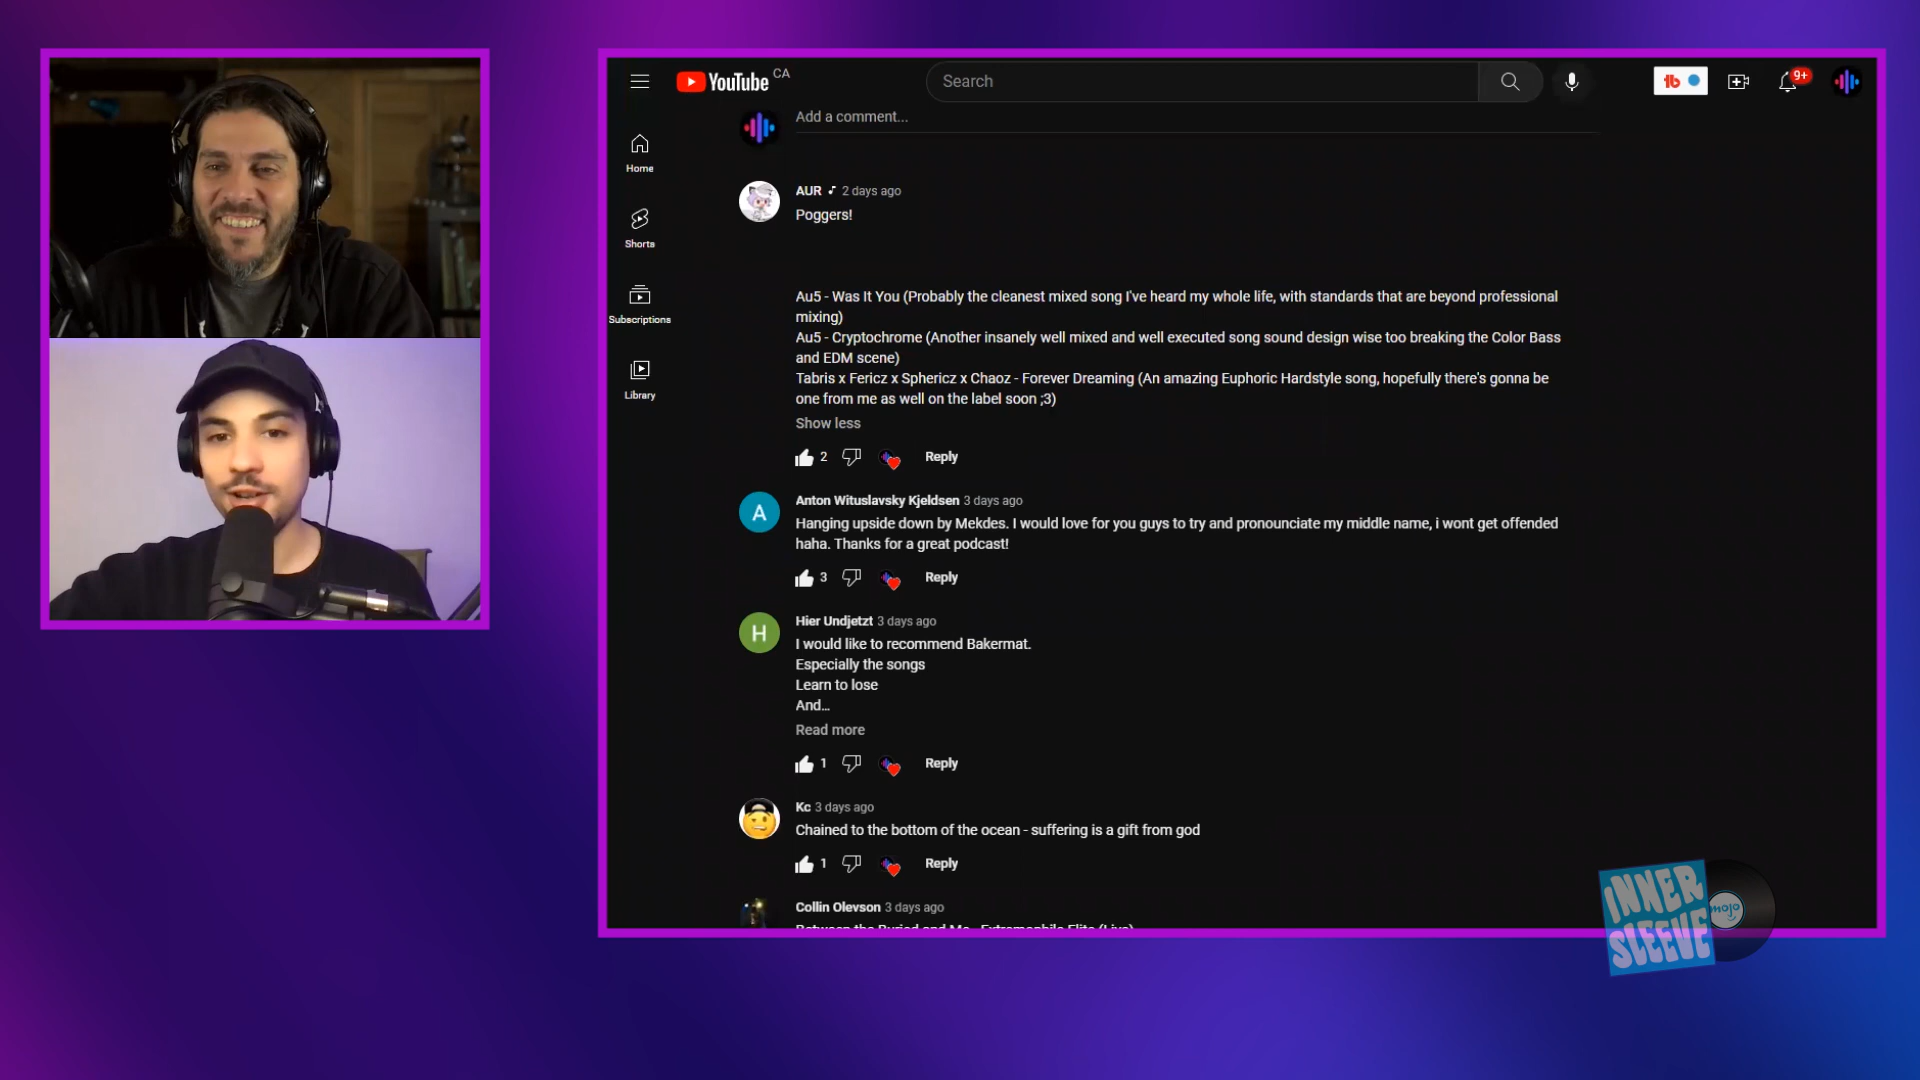 YouTube CA
Search
9+
Home
Shorts
Subscriptions
Library
Add a comment...
AUR 2 days ago
Poggers!
Au5 - Was It You (Probably the cleanest mixed song I've heard my whole life, with standards that are beyond professional
mixing)
Au5 - Cryptochrome (Another insanely well mixed and well executed song sound design wise too breaking the Color Bass
and EDM scene)
Tabris x Fericz x Sphericz x Chaoz - Forever Dreaming (An amazing Euphoric Hardstyle song, hopefully there's gonna be
one from me as well on the label soon ;3)
Show less
2 Reply
A
Anton Wituslavsky Kjeldsen 3 days ago
Hanging upside down by Mekdes. I would love for you guys to try and pronounciate my middle name, i wont get offended
haha. Thanks for a great podcast!
3 Reply
H
Hier Undjetzt 3 days ago
I would like to recommend Bakermat.
Especially the songs
Learn to lose
And...
Read more
1 Reply
Kc 3 days ago
Chained to the bottom of the ocean - suffering is a gift from god
1 Reply
Collin Olevson 3 days ago
Between the Buried and Me - Extremophile Elite (Live)
INNER
SLEEVE
mojo